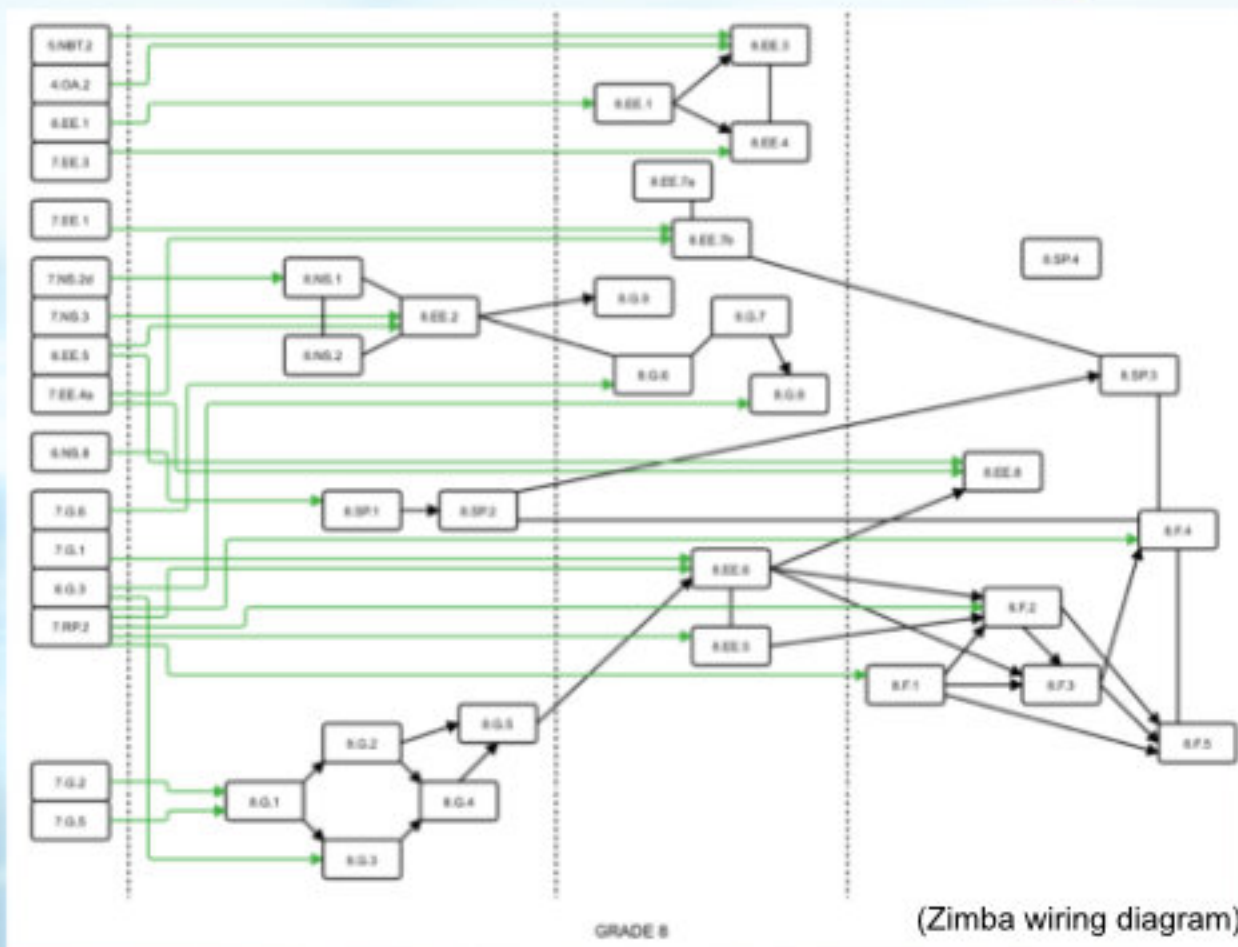 5.NBT.2
4.OA.2
6.EE.1
7.EE.3
7.EE.1
7.NS.2d
7.NS.3
6.EE.5
7.EE.4a
6.NS.8
7.G.6
7.G.1
6.G.3
7.RP.2
7.G.2
7.G.5
8.NS.1
8.NS.2
8.EE.2
8.SP.1
8.SP.2
8.G.1
8.G.2
8.G.3
8.G.4
8.G.5
8.EE.3
8.EE.1
8.EE.4
8.EE.7a
8.EE.7b
8.G.9
8.G.7
8.G.6
8.G.8
8.EE.6
8.EE.5
8.SP.4
8.SP.3
8.EE.8
8.F.4
8.F.2
8.F.1
8.F.3
8.F.5
GRADE 8
(Zimba wiring diagram)